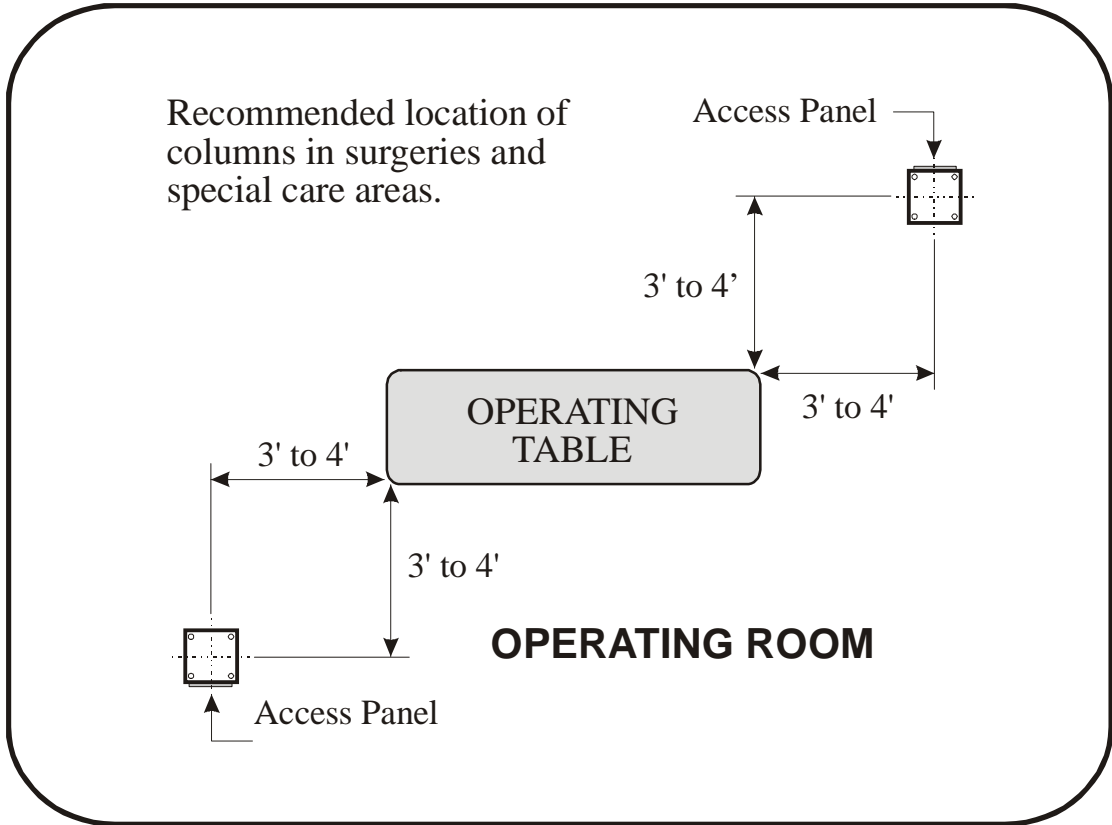 Recommended location of
columns in surgeries and
special care areas.
Access Panel
3' to 4’
3' to 4'
OPERATING
TABLE
3' to 4'
3' to 4'
OPERATING ROOM
Access Panel